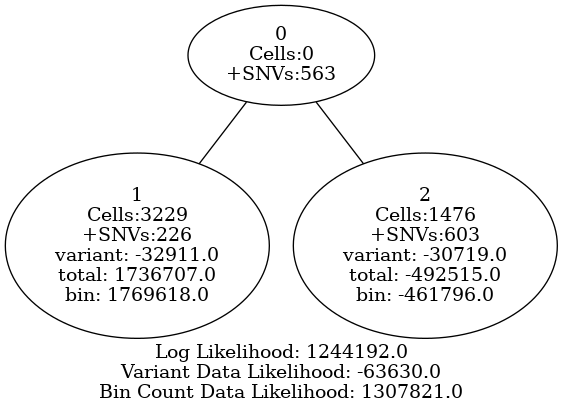 0
Cells:0
+SNVs:563
1
Cells:3229
+SNVs:226
variant: -32911.0
total: 1736707.0
bin: 1769618.0
2
Cells:1476
+SNVs:603
variant: -30719.0
total: -492515.0
bin: -461796.0
Log Likelihood: 1244192.0
Variant Data Likelihood: -63630.0
Bin Count Data Likelihood: 1307821.0